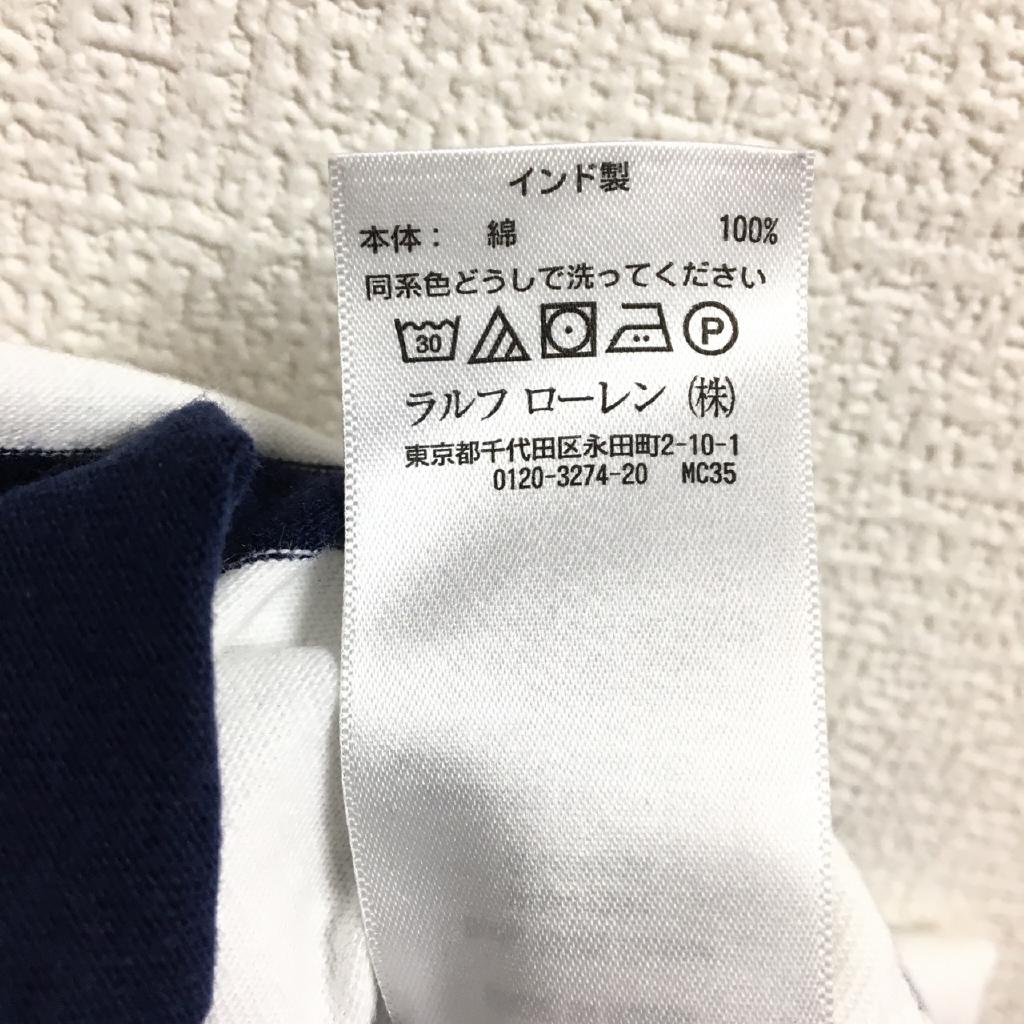 インド製
本体： 綿 100%
同系色どうしで洗ってください
30 P
ラルフ ローレン ㈱
東京都千代田区永田町2-10-1
0120-3274-20 MC35